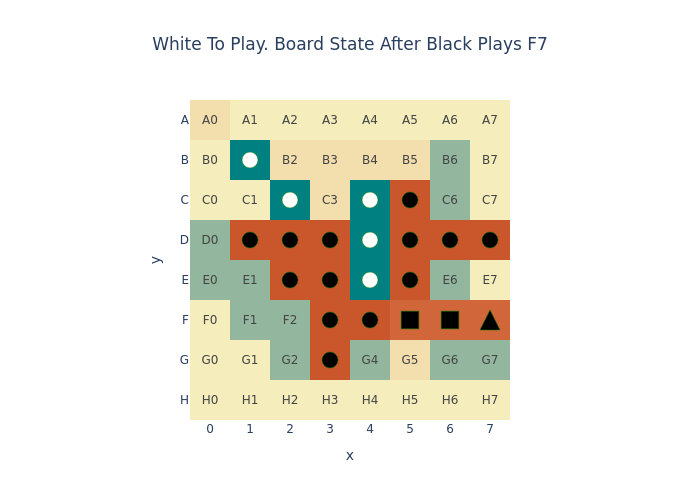 White To Play. Board State After Black Plays F7
A A0 A1 A2 A3 A4 A5 A6 A7
B B0 B2 B3 B4 B5 B6 B7
C C0 C1 C3 C6 C7
D D0
E E0 E1 E6 E7
F F0 F1 F2
G G0 G1 G2 G4 G5 G6 G7
H H0 H1 H2 H3 H4 H5 H6 H7
0 1 2 3 4 5 6 7
x
y